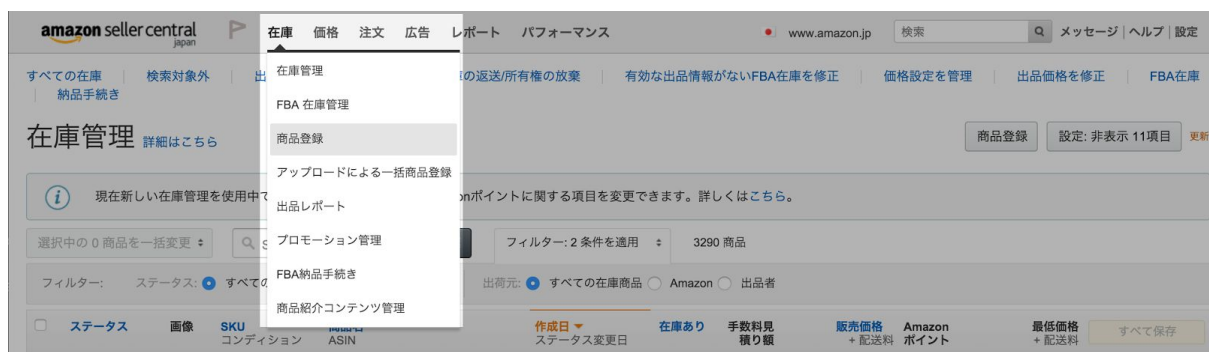 amazon seller central
japan
在庫 価格 注文 広告 レポート パフォーマンス
www.amazon.jp 検索 メッセージ | ヘルプ | 設定
すべての在庫 検索対象外 の返送/所有権の放棄 有効な出品情報がないFBA在庫を修正 価格設定を管理 出品価格を修正 FBA在庫
納品手続き
在庫管理
FBA 在庫管理
商品登録
アップロードによる一括商品登録
出品レポート
プロモーション管理
FBA納品手続き
商品紹介コンテンツ管理
在庫管理 詳細はこちら 商品登録 設定: 非表示 11項目 更新
現在新しい在庫管理を使用中で ポイントに関する項目を変更できます。詳しくはこちら。
選択中の 0 商品を一括変更 フィルター: 2 条件を適用 3290 商品
フィルター: ステータス: すべての 出荷元: すべての在庫商品 Amazon 出品者
ステータス 画像 SKU 作成日 在庫あり 手数料見 販売価格 Amazon 最低価格 すべて保存
コンディション ASIN ステータス変更日 積り額 + 配送料 ポイント + 配送料